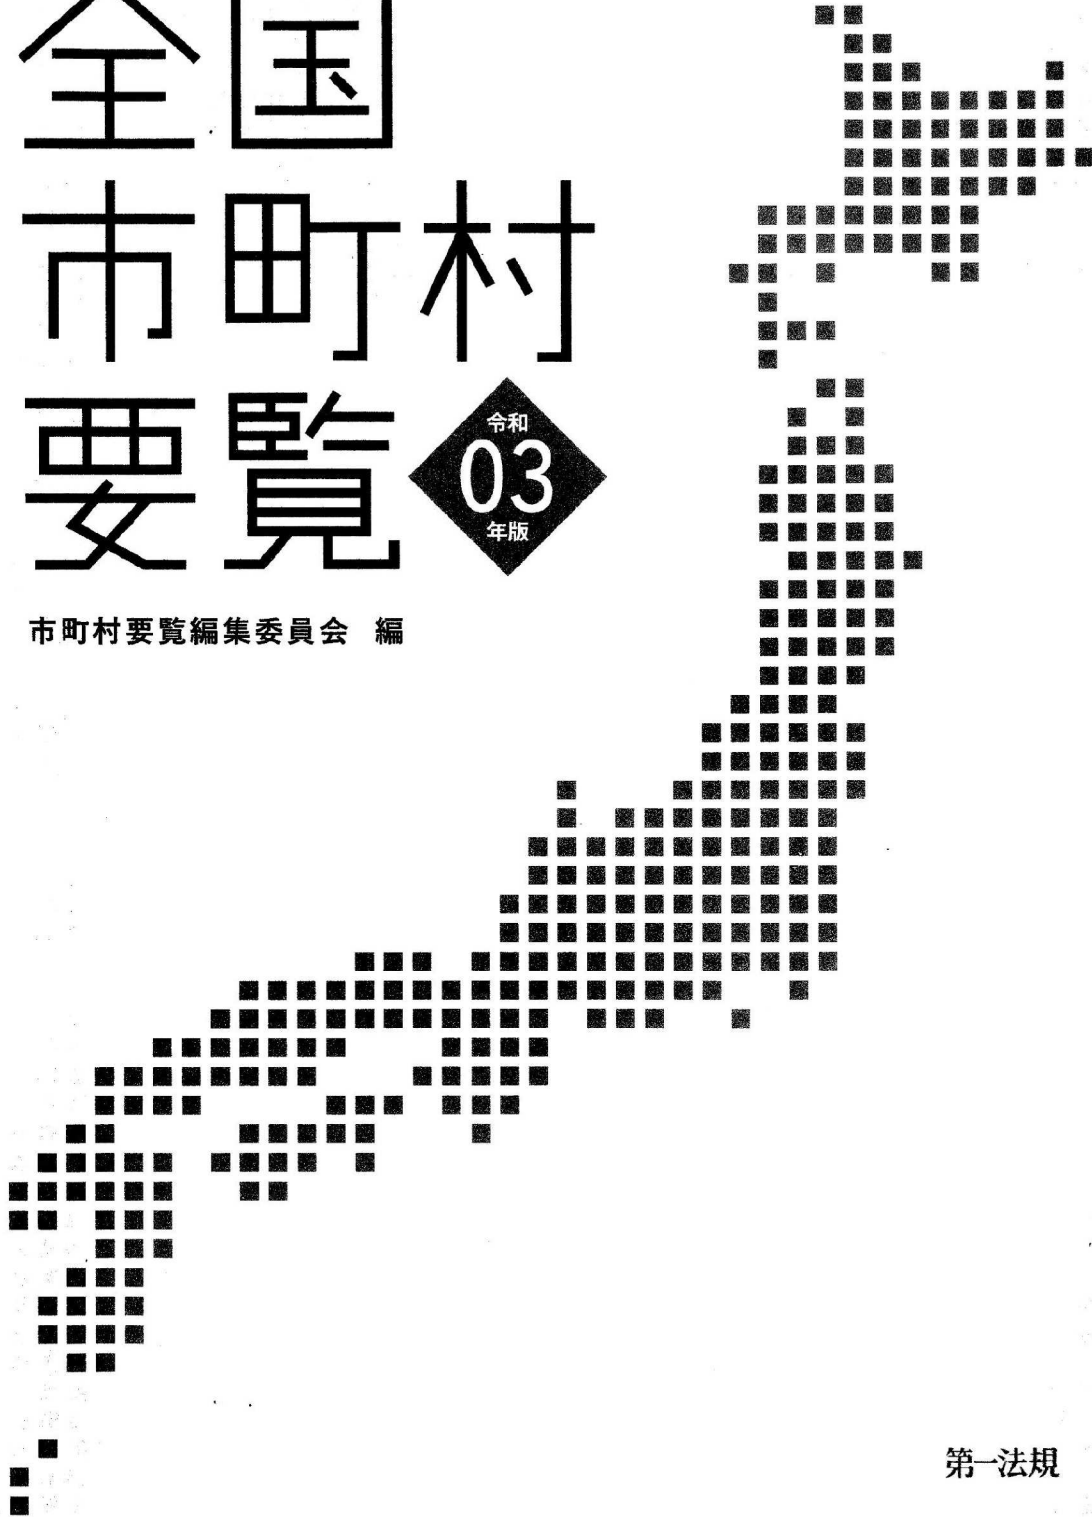 全国
市町村
要覧
令和
03
年版
市町村要覧編集委員会 編
第一法規